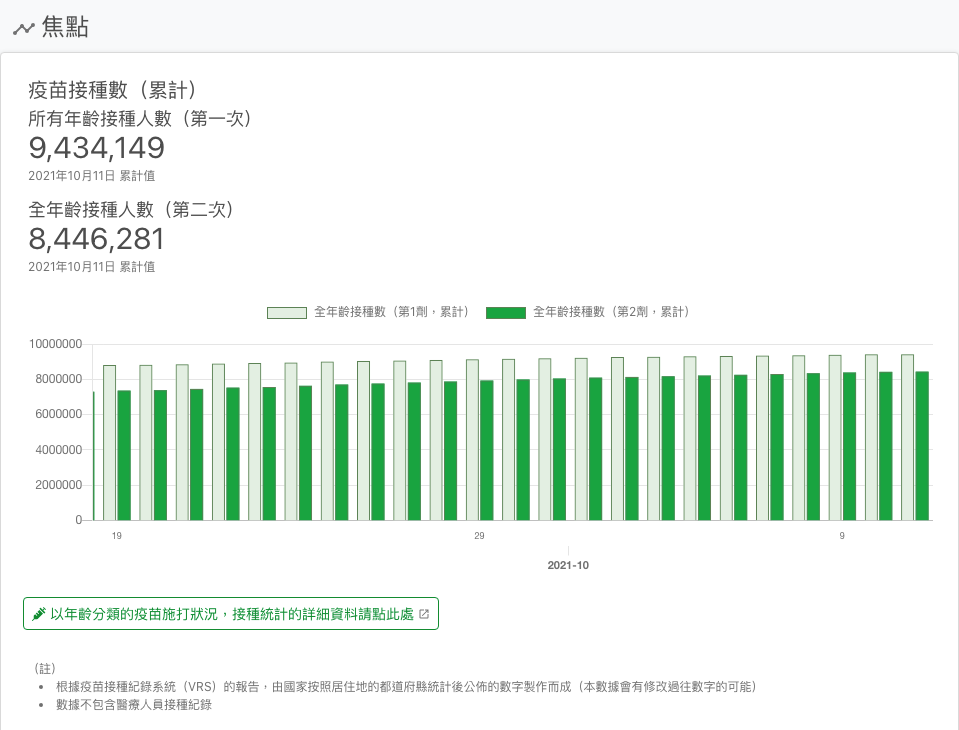 焦點
疫苗接種數（累計）
所有年齡接種人數（第一次）
9,434,149
2021年10月11日 累計值
全年齡接種人數（第二次）
8,446,281
2021年10月11日 累計值
全年齡接種數（第1劑，累計） 全年齡接種數（第2劑，累計）
10000000
8000000
6000000
4000000
2000000
0
19 29 9
2021-10
以年齡分類的疫苗施打狀況，接種統計的詳細資料請點此處
（註）
• 根據疫苗接種紀錄系統（VRS）的報告，由國家按照居住地的都道府縣統計後公佈的數字製作而成（本數據會有修改過往數字的可能）
• 數據不包含醫療人員接種紀錄